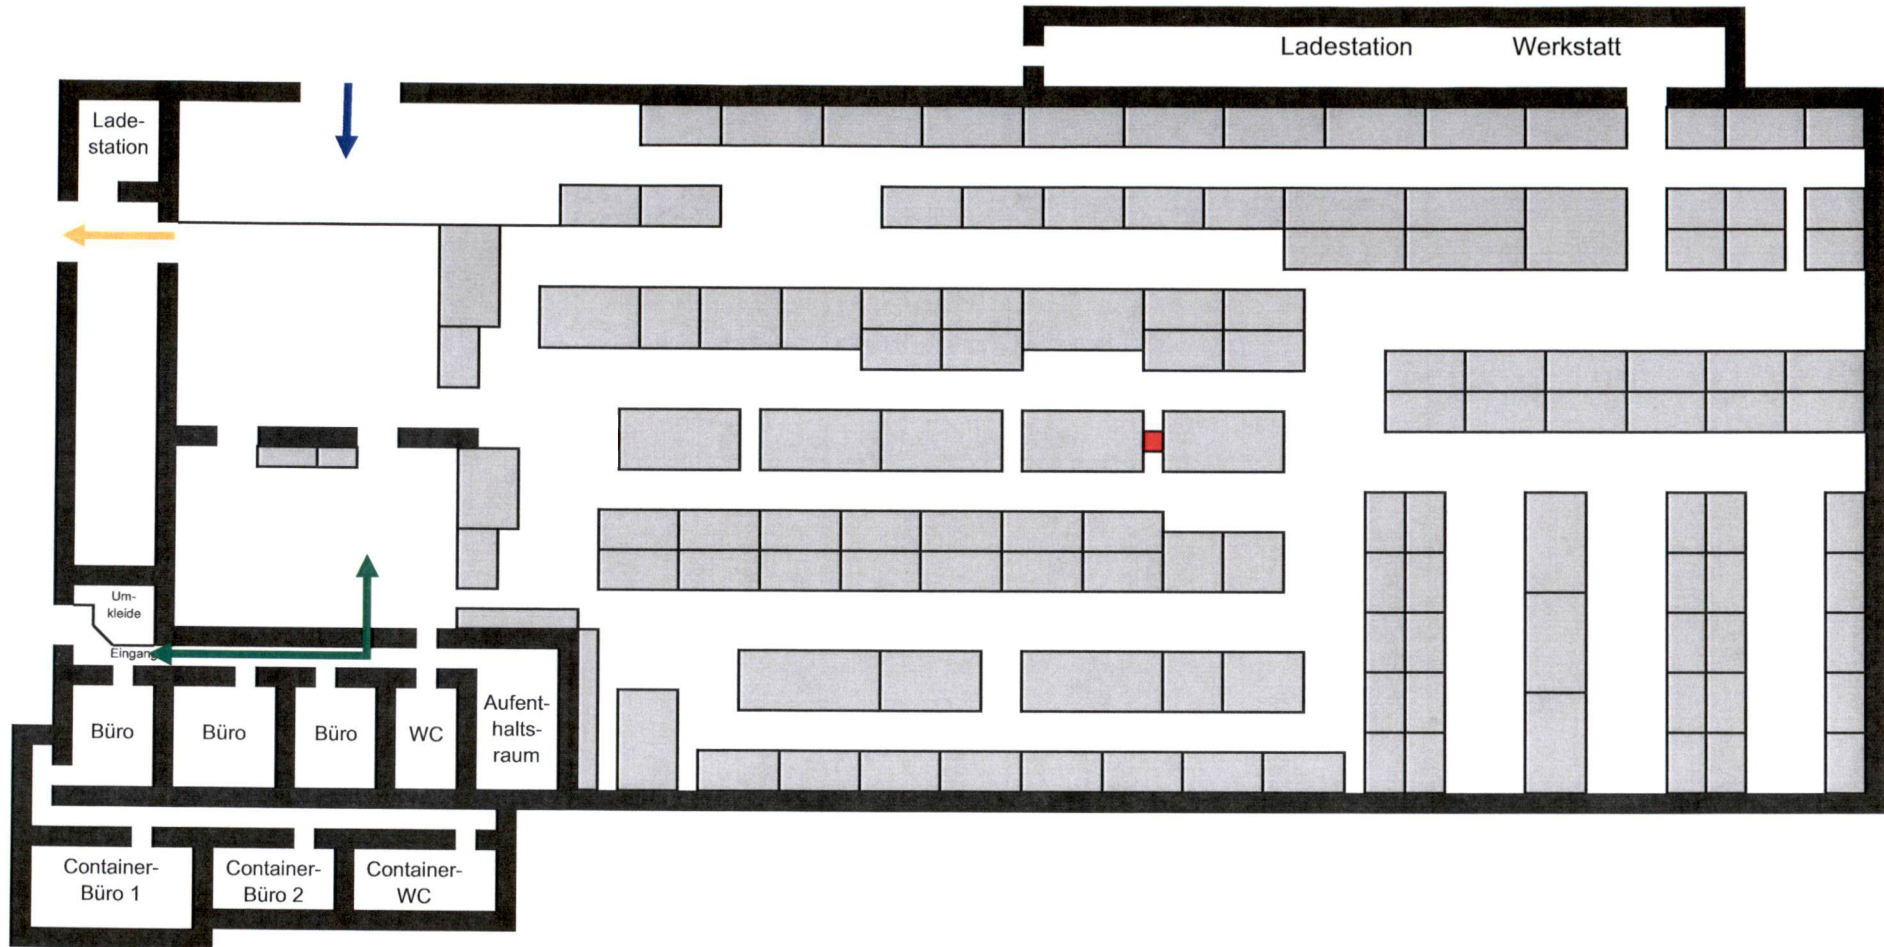 Ladestation Werkstatt
Lade-
station
Um-
kleide
Eingang
Büro
Büro
Büro
WC
Aufent-
halts-
raum
Container-
Büro 1
Container-
Büro 2
Container-
WC